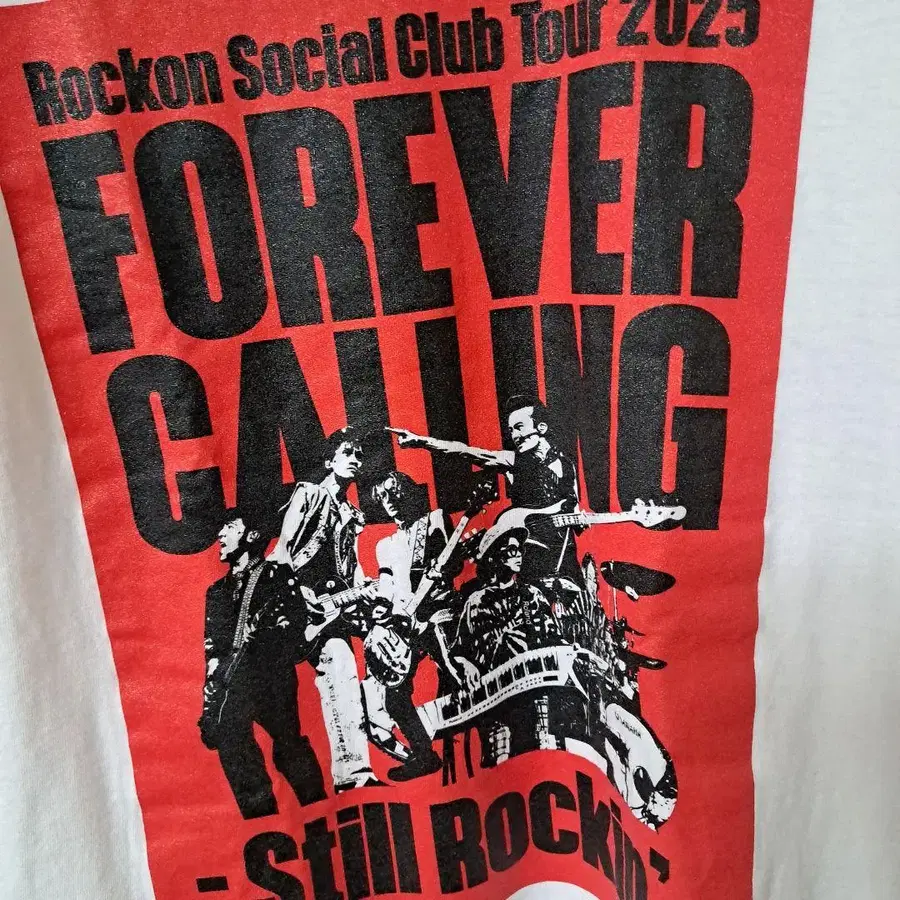 Rockon Social Club Tour 2025
FOREVER
CALLING
-Still Rockin'